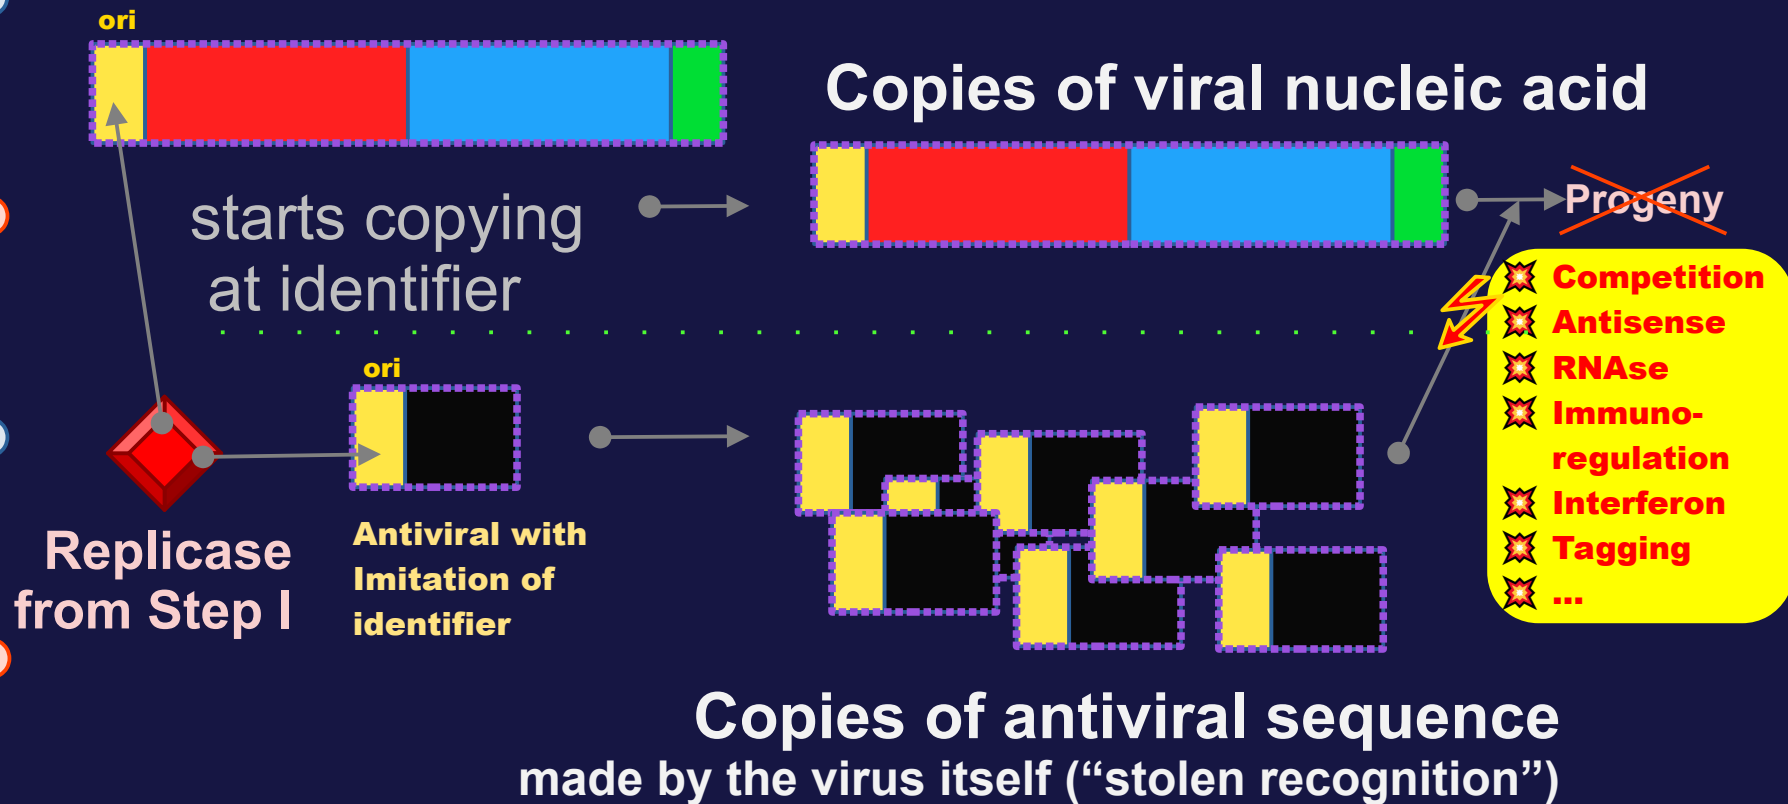 ori
Copies of viral nucleic acid
starts copying
at identifier
Progeny
Competition
Antisense
RNAse
Immuno-
regulation
Interferon
Tagging
...
ori
Replicase
from Step I
Antiviral with
Imitation of
identifier
Copies of antiviral sequence
made by the virus itself (“stolen recognition”)